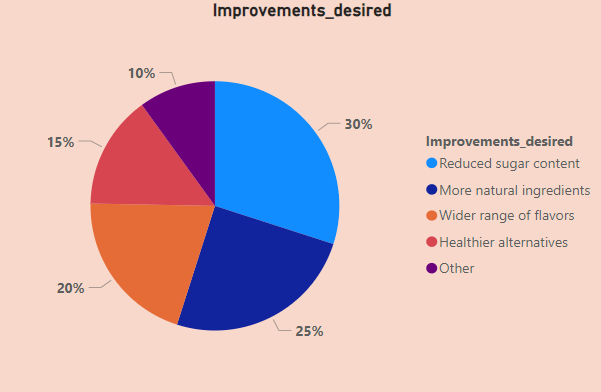 Improvements_desired
10%
30%
15%
20%
25%
Improvements_desired
Reduced sugar content
More natural ingredients
Wider range of flavors
Healthier alternatives
Other